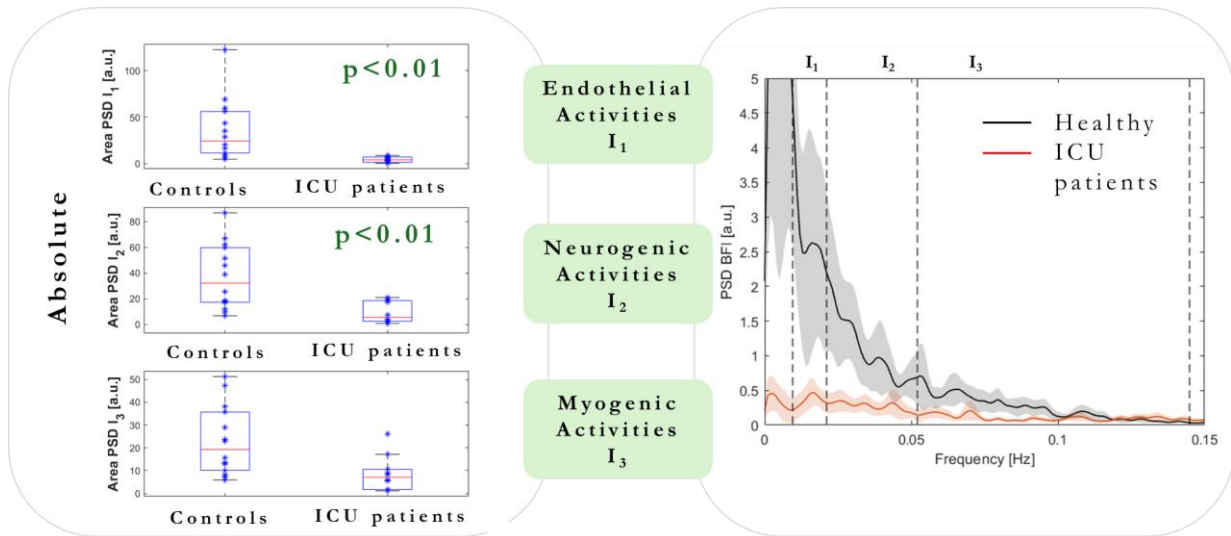 Absolute
Area PSD I₁ [a.u.]
100
50
0
p<0.01
Controls
ICU patients
Area PSD I₂ [a.u.]
80
60
40
20
0
p<0.01
Controls
ICU patients
Area PSD I₃ [a.u.]
50
40
30
20
10
0
Controls
ICU patients
Endothelial
Activities
I₁
Neurogenic
Activities
I₂
Myogenic
Activities
I₃
I₁ I₂ I₃
PSD BFI [a.u.]
5
4.5
4
3.5
3
2.5
2
1.5
1
0.5
0
Healthy
ICU
patients
0 0.05 0.1 0.15
Frequency [Hz]